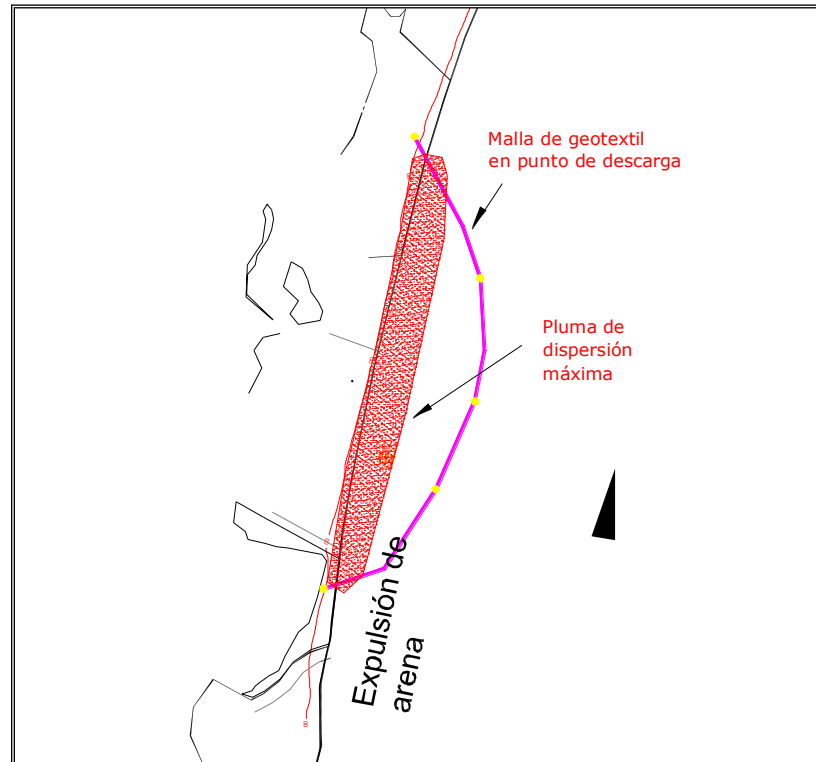 Malla de geotextil
en punto de descarga
Pluma de
dispersión
máxima
Expulsión de
arena